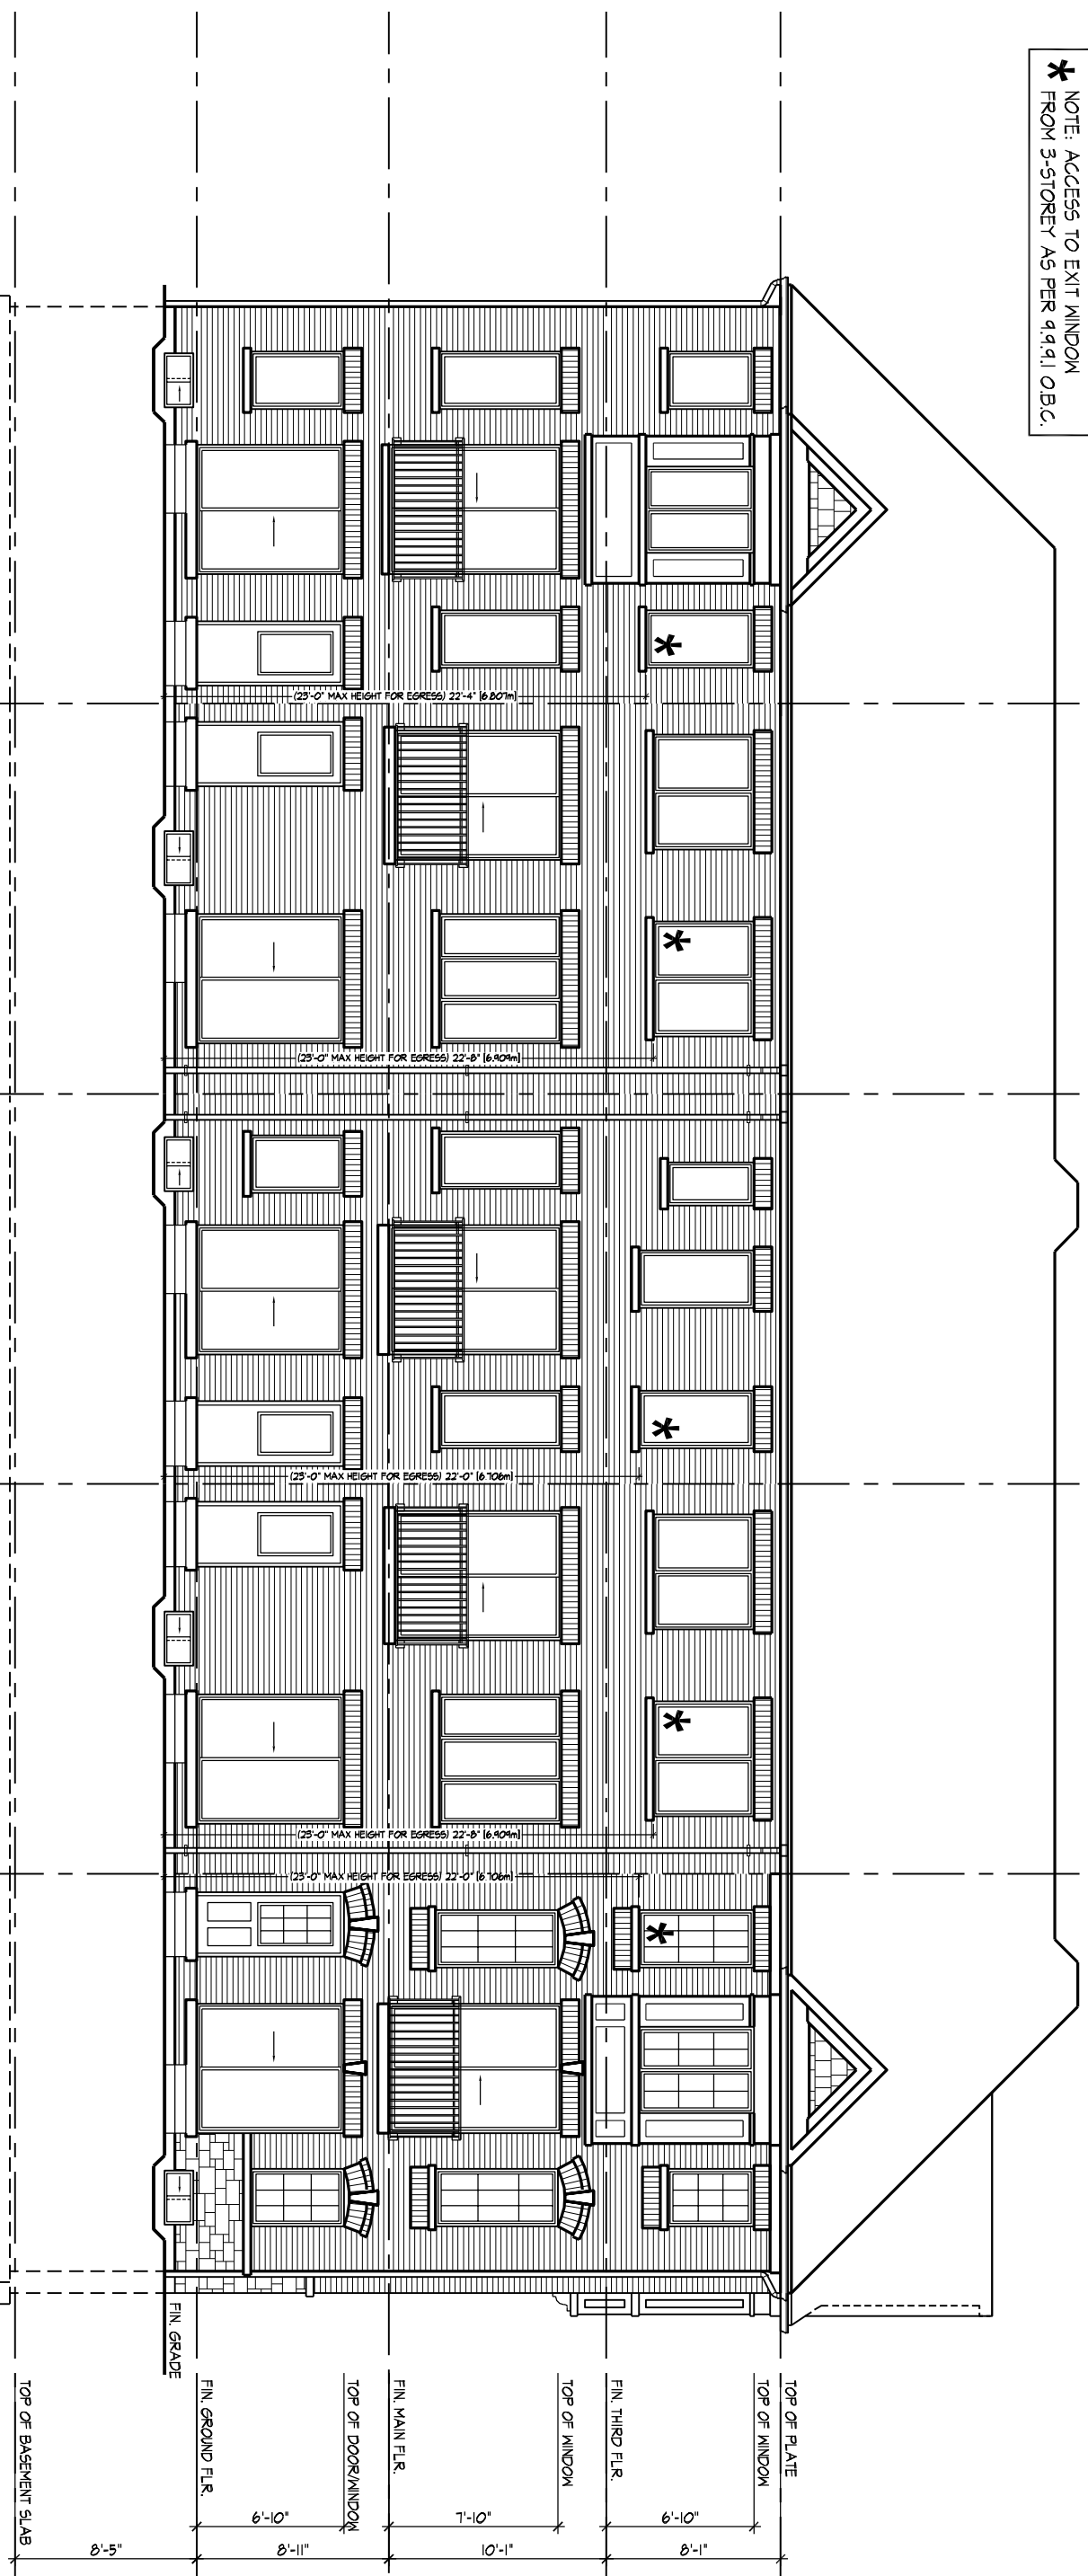 * NOTE: ACCESS TO EXIT WINDOW
FROM 3-STOREY AS PER 9.9.9.1 O.B.C.
(23'-0" MAX HEIGHT FOR EGRESS) 22'-4" [6.807m]
(23'-0" MAX HEIGHT FOR EGRESS) 22'-8" [6.909m]
(23'-0" MAX HEIGHT FOR EGRESS) 22'-0" [6.706m]
(23'-0" MAX HEIGHT FOR EGRESS) 22'-8" [6.909m]
(23'-0" MAX HEIGHT FOR EGRESS) 22'-0" [6.706m]
*
*
*
*
*
TOP OF PLATE
TOP OF WINDOW
FIN. THIRD FLR.
TOP OF WINDOW
FIN. MAIN FLR.
TOP OF DOOR/WINDOW
FIN. GROUND FLR.
FIN. GRADE
TOP OF BASEMENT SLAB
6'-10"
7'-10"
6'-10"
8'-1"
10'-1"
8'-11"
8'-5"